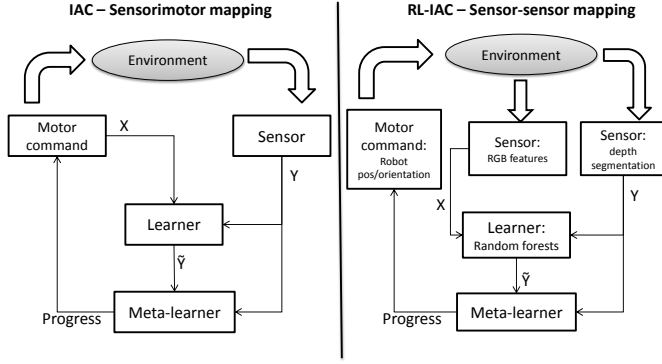 IAC – Sensorimotor mapping
Environment
Motor
command
X
Sensor
Y
Learner
Ỹ
Meta-learner
Progress
RL-IAC – Sensor-sensor mapping
Environment
Motor
command:
Robot
pos/orientation
Sensor:
RGB features
Sensor:
depth
segmentation
X
Y
Learner:
Random forests
Ỹ
Meta-learner
Progress